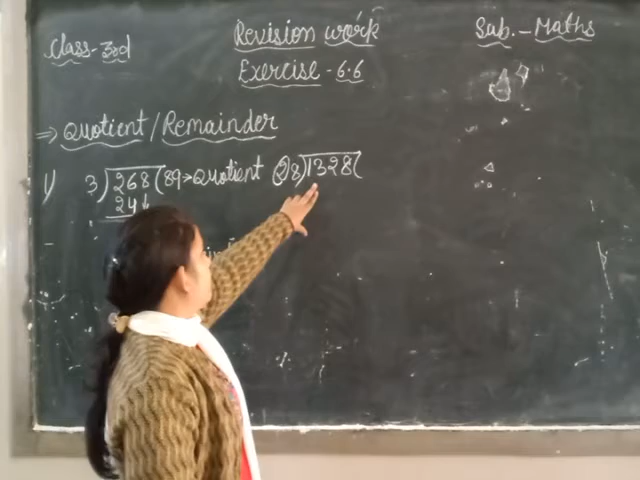 Class-3rd
Revision work
Sub.-Maths
Exercise-6.6
⇒ Quotient/Remainder
1) 3)268(89→Quotient ② 8)1328(
24↓